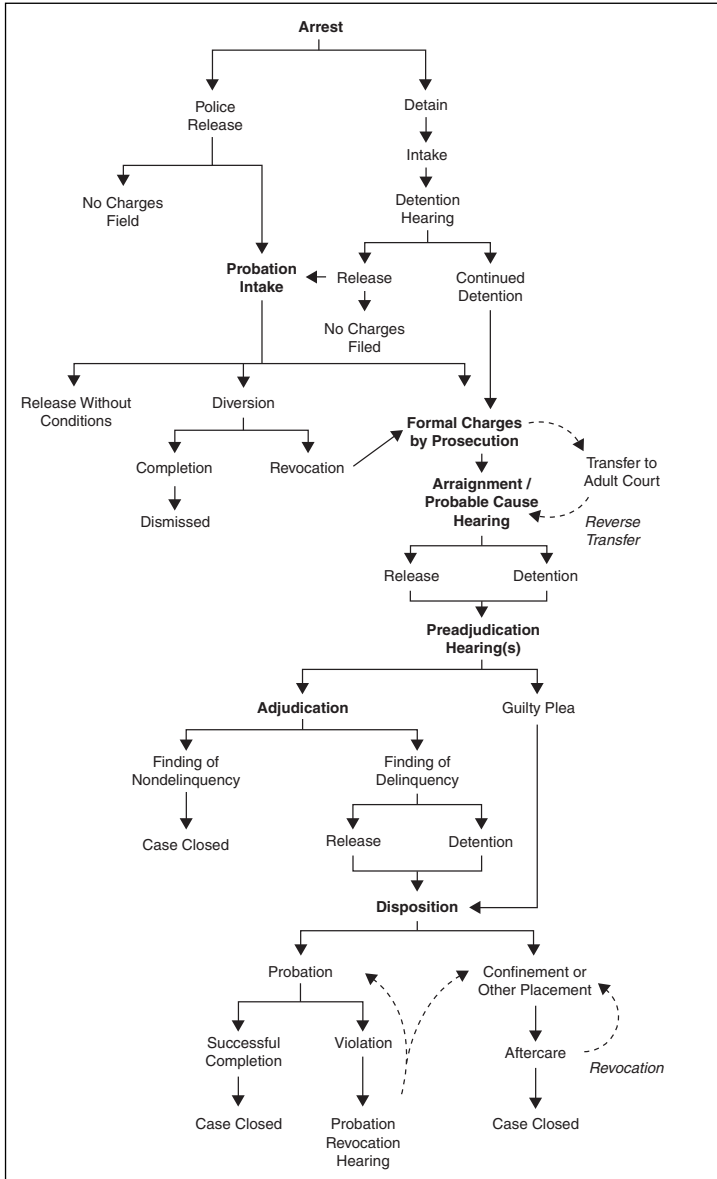 Arrest
Police
Release
Detain
Intake
No Charges
Field
Detention
Hearing
Probation
Intake
Release
Continued
Detention
No Charges
Filed
Release Without
Conditions
Diversion
Formal Charges
by Prosecution
Completion
Revocation
Transfer to
Adult Court
Arraignment /
Probable Cause
Hearing
Dismissed
Reverse
Transfer
Release
Detention
Preadjudication
Hearing(s)
Adjudication
Guilty Plea
Finding of
Nondelinquency
Finding of
Delinquency
Case Closed
Release
Detention
Disposition
Probation
Confinement or
Other Placement
Successful
Completion
Violation
Aftercare
Revocation
Case Closed
Probation
Revocation
Hearing
Case Closed